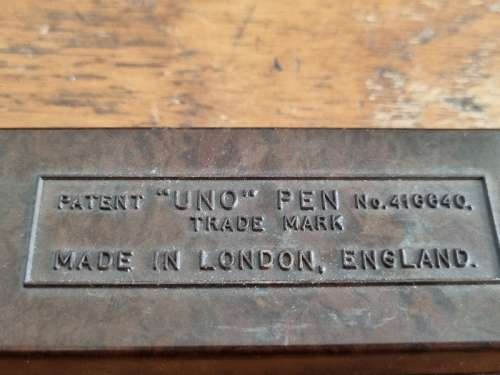 PATENT "UNO" PEN No. 416640.
TRADE MARK
MADE IN LONDON, ENGLAND.